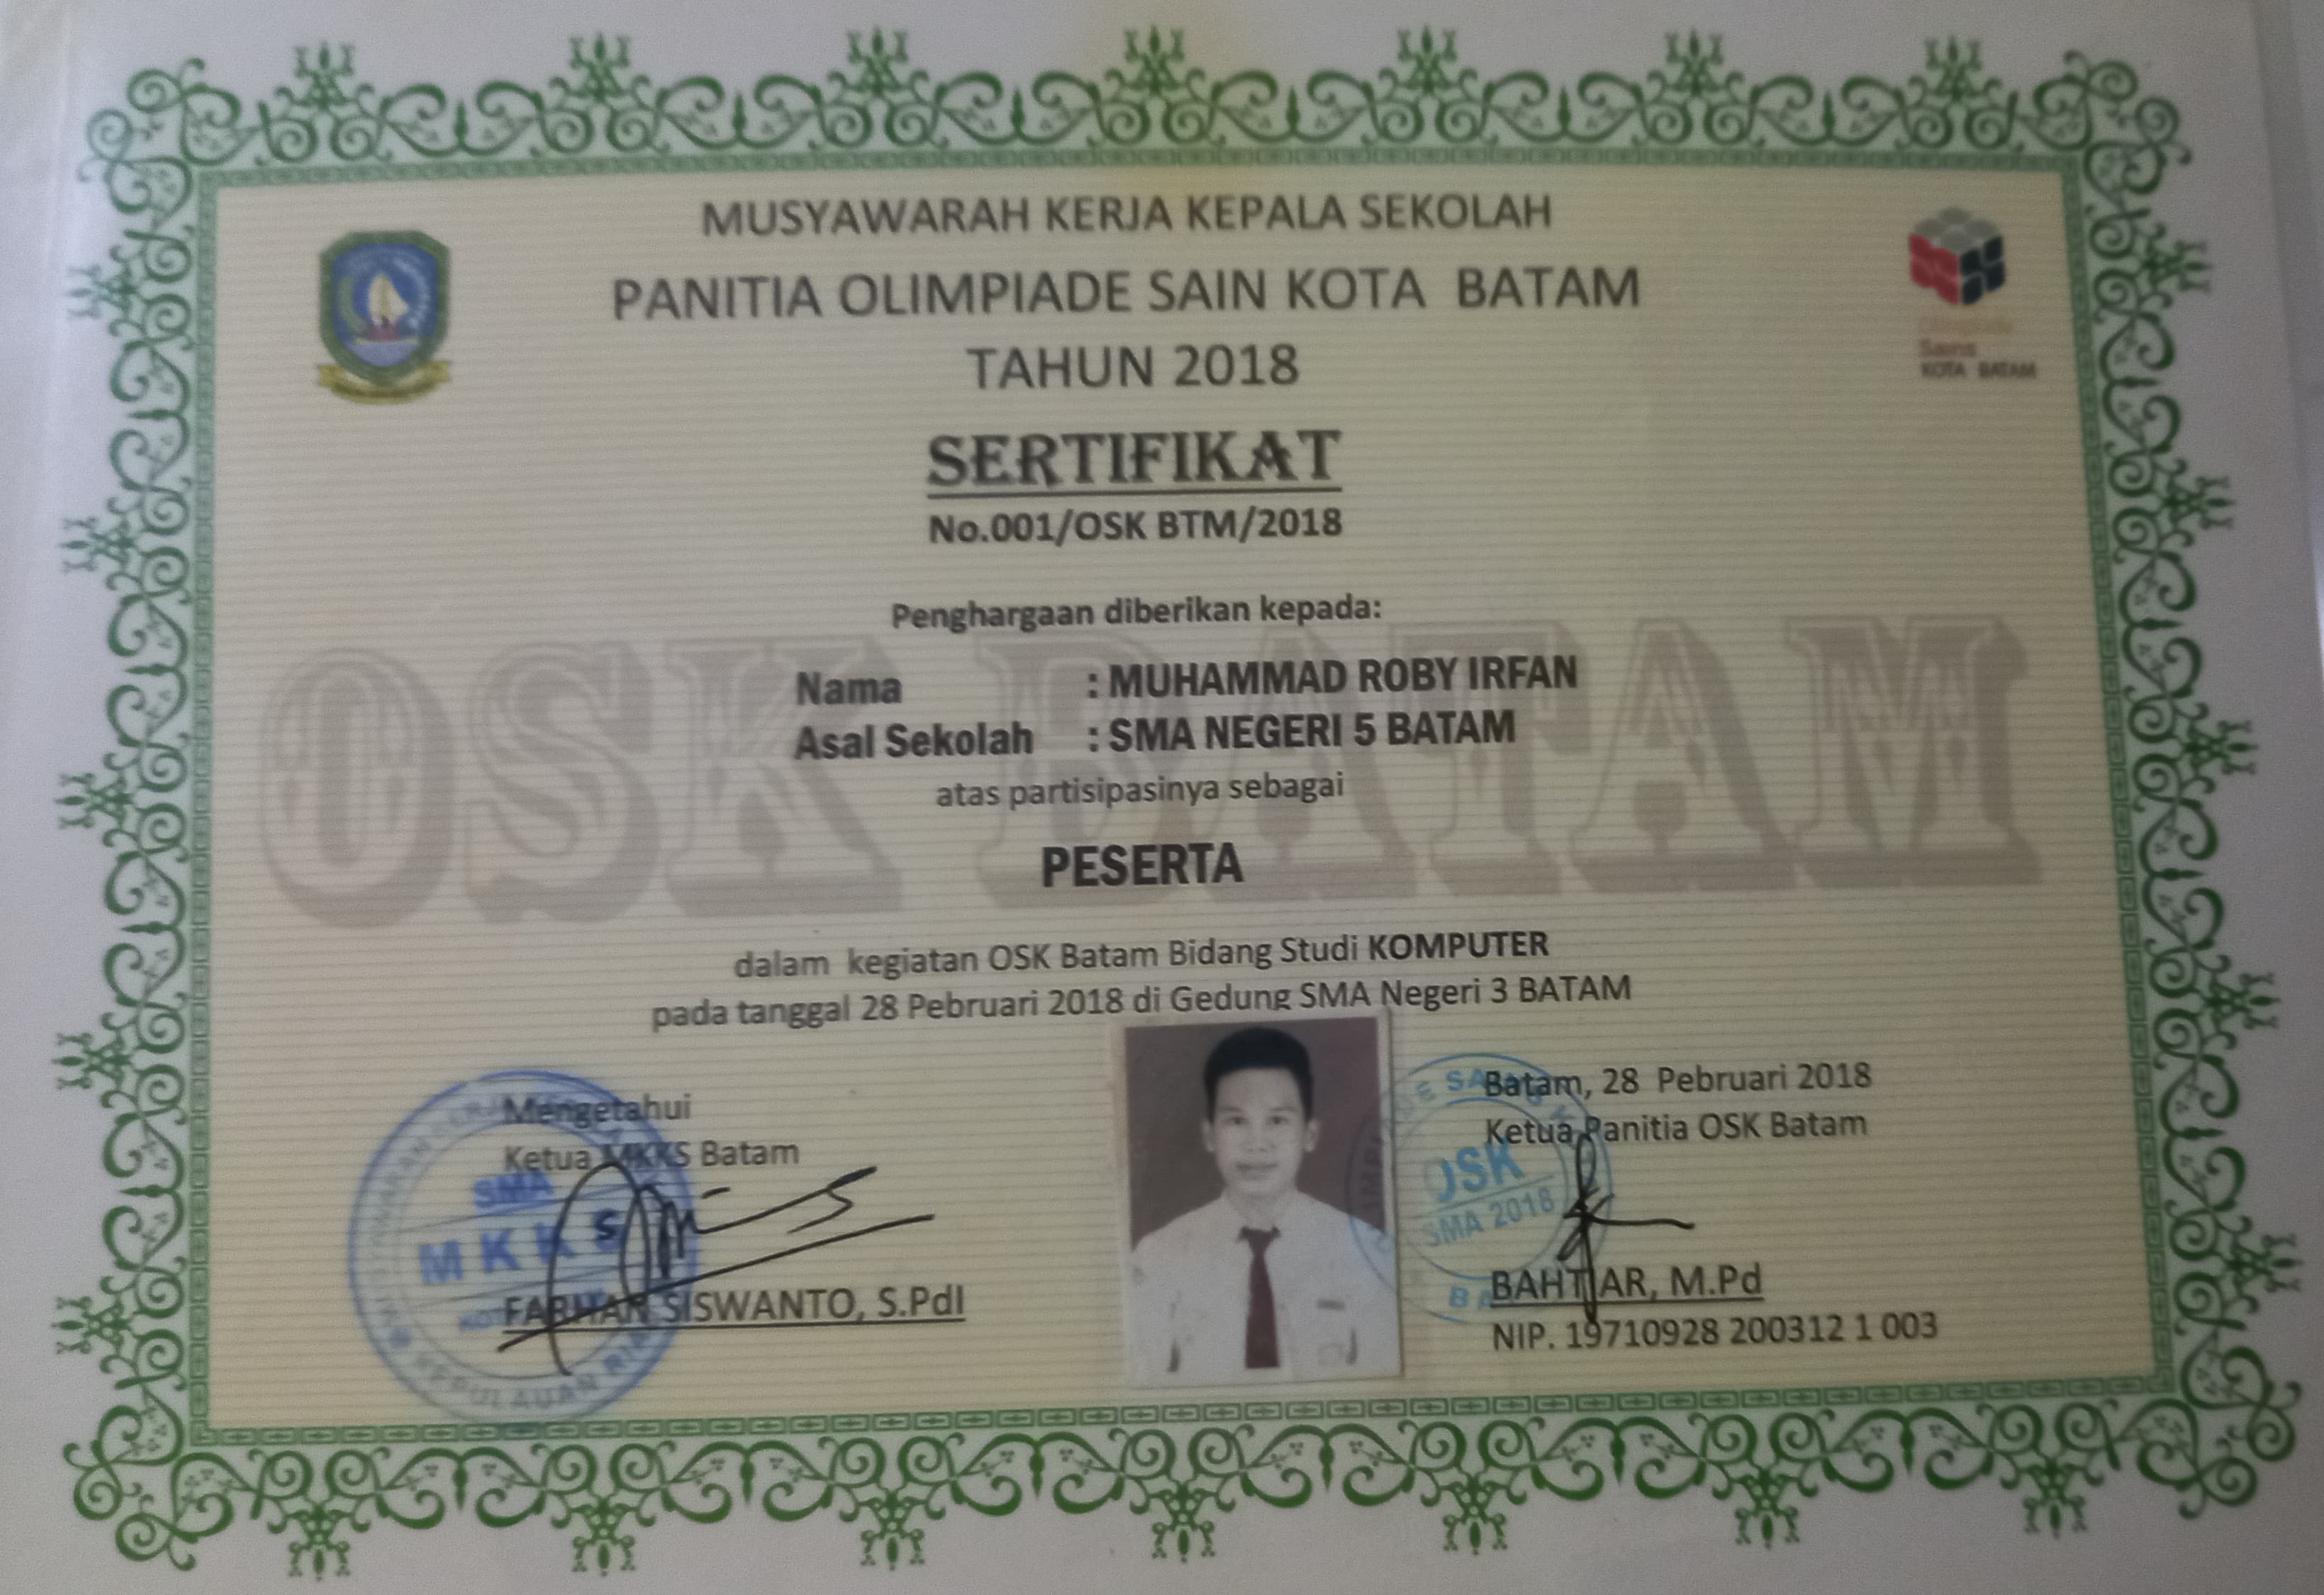 MUSYAWARAH KERJA KEPALA SEKOLAH
PANITIA OLIMPIADE SAIN KOTA BATAM
TAHUN 2018
Sains
KOTA BATAM
SERTIFIKAT
No.001/OSK BTM/2018
Penghargaan diberikan kepada:
OSK BATAM
Nama : MUHAMMAD ROBY IRFAN
Asal Sekolah : SMA NEGERI 5 BATAM
atas partisipasinya sebagai
PESERTA
dalam kegiatan OSK Batam Bidang Studi KOMPUTER
pada tanggal 28 Pebruari 2018 di Gedung SMA Negeri 3 BATAM
Mengetahui
Ketua MKKS Batam
SMA
MKKS
KEPULAUAN
FARHAN SISWANTO, S.PdI
Batam, 28 Pebruari 2018
Ketua Panitia OSK Batam
OSK
SMA 2018
BAHTIAR, M.Pd
NIP. 19710928 200312 1 003